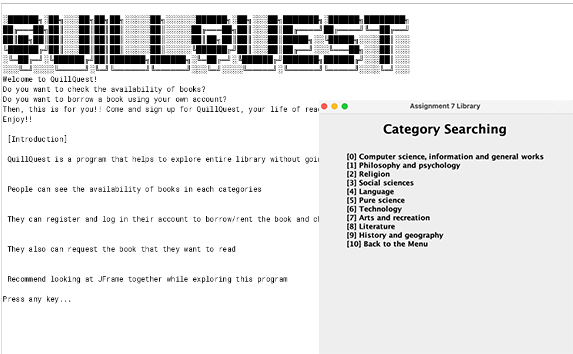 QUILLQUEST
Welcome to QuillQuest!
Do you want to check the availability of books?
Do you want to borrow a book using your own account?
Then, this is for you!! Come and sign up for QuillQuest, your life of
Enjoy!!
[Introduction]
QuillQuest is a program that helps to explore entire library without
People can see the availability of books in each categories
They can register and log in their account to borrow/rent the book and
They also can request the book that they want to read
Recommend looking at JFrame together while exploring this program
Press any key...
Assignment 7 Library
Category Searching
[0] Computer science, information and general works
[1] Philosophy and psychology
[2] Religion
[3] Social sciences
[4] Language
[5] Pure science
[6] Technology
[7] Arts and recreation
[8] Literature
[9] History and geography
[10] Back to the Menu